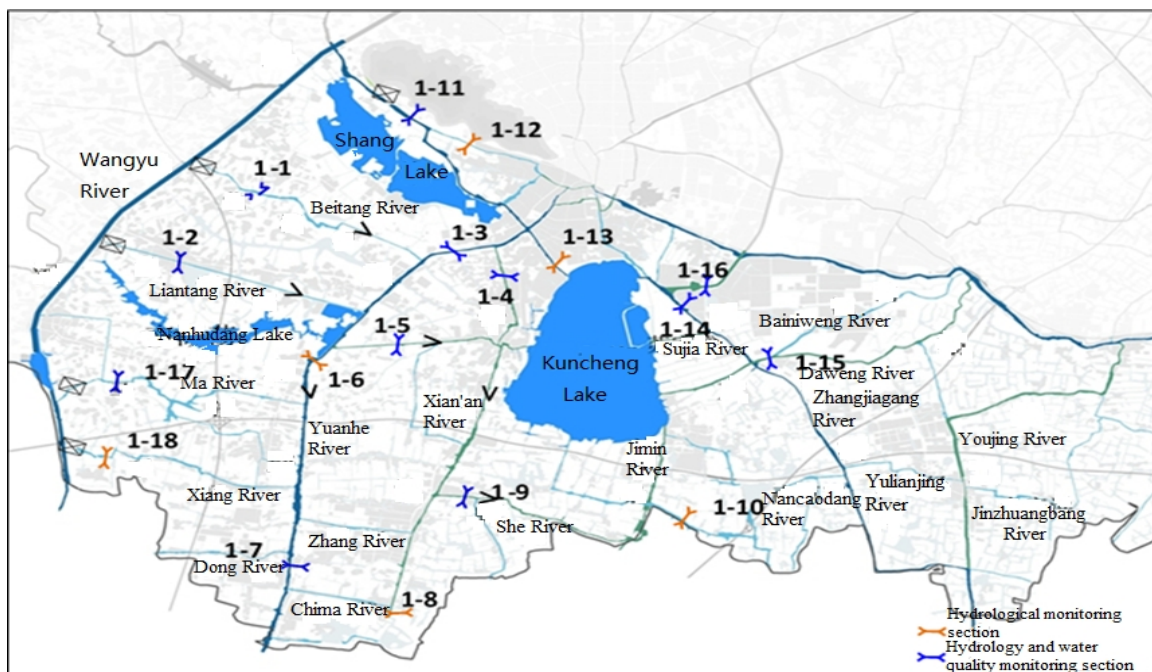 1-11
1-12
Shang
Lake
Wangyu
River
1 -1
Beitang River
1-3
1-13
1-2
1-16
Liantang River
1-4
Nanhudang Lake
1-5
1-14
Bainiweng River
Sujia River
Kuncheng
Lake
1-6
1-15
1-17
Ma River
Daweng River
Zhangjiagang
River
Xian'an
River
Yuanhe
River
Youjing River
1-18
Jimin
River
Yulianjing
River
Xiang River
1-9
1-10
Nancaodang
River
She River
Jinzhuangbang
River
Zhang River
1-7
Dong River
Chima River
1-8
Hydrological monitoring
section
Hydrology and water
quality monitoring section